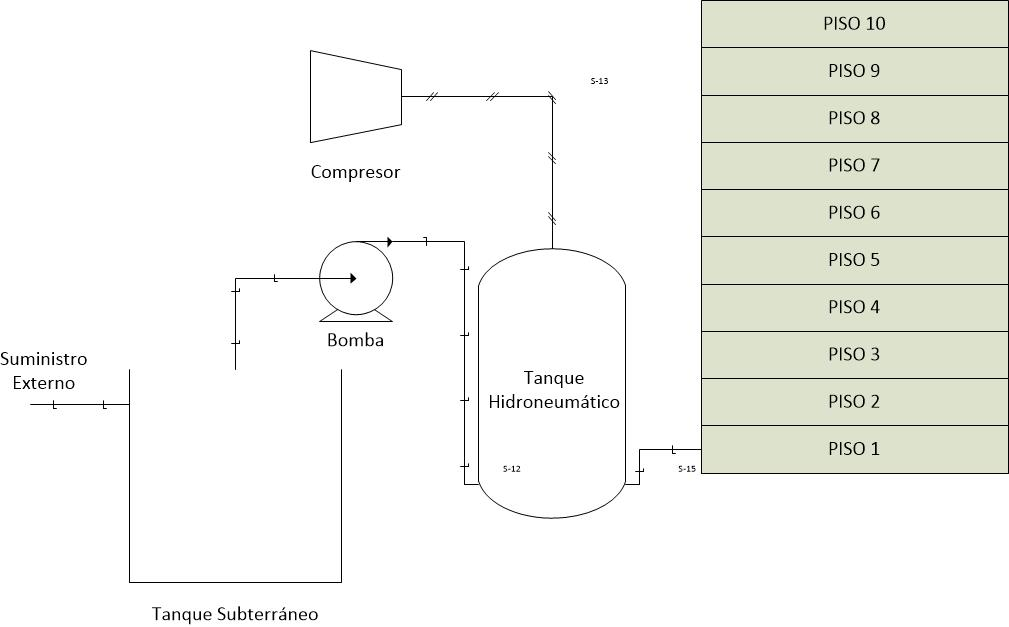 PISO 10
PISO 9
PISO 8
PISO 7
PISO 6
PISO 5
PISO 4
PISO 3
PISO 2
PISO 1
S-13
Compresor
Bomba
Suministro
Externo
Tanque
Hidroneumático
S-12
S-15
Tanque Subterráneo